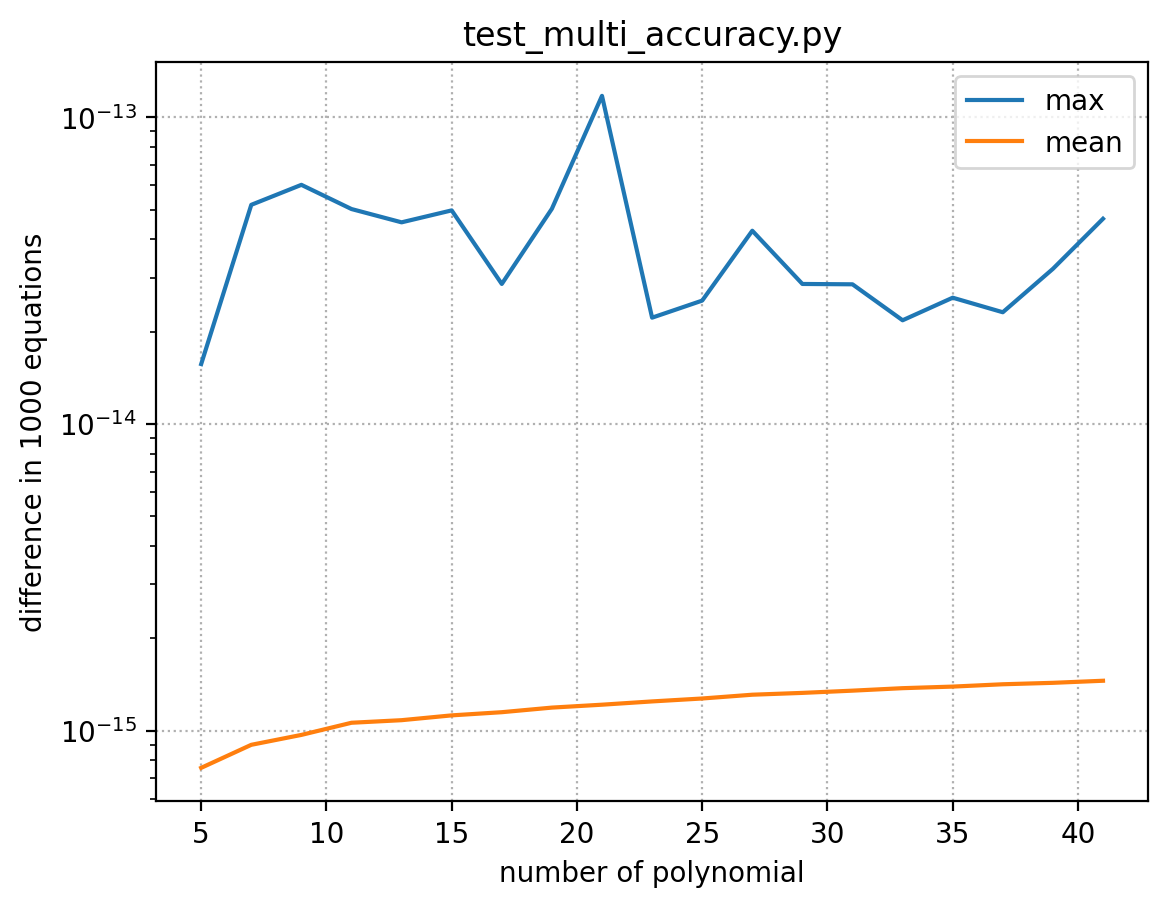 test_multi_accuracy.py
max
mean
difference in 1000 equations
10⁻¹³
10⁻¹⁴
10⁻¹⁵
5 10 15 20 25 30 35 40
number of polynomial